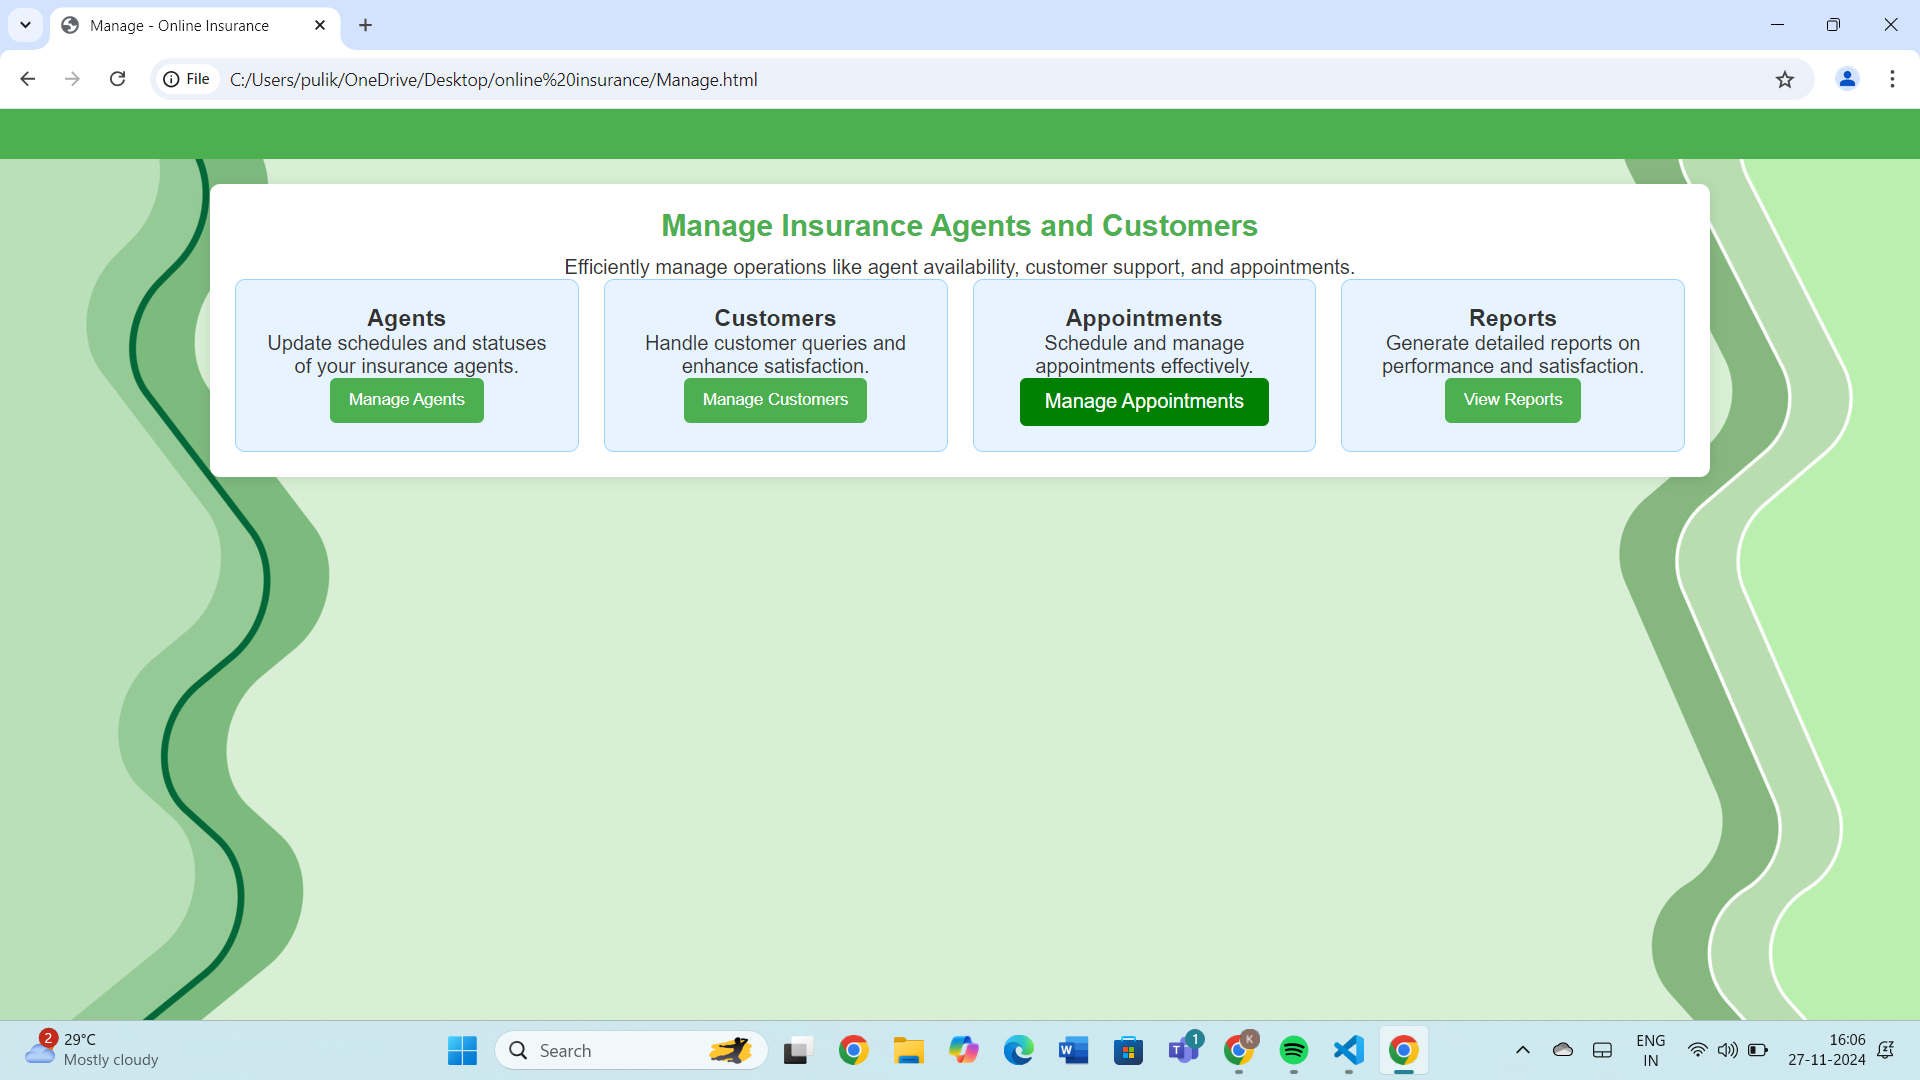 Manage - Online Insurance
File
C:/Users/pulik/OneDrive/Desktop/online%20insurance/Manage.html
Manage Insurance Agents and Customers
Efficiently manage operations like agent availability, customer support, and appointments.
Agents
Update schedules and statuses
of your insurance agents.
Manage Agents
Customers
Handle customer queries and
enhance satisfaction.
Manage Customers
Appointments
Schedule and manage
appointments effectively.
Manage Appointments
Reports
Generate detailed reports on
performance and satisfaction.
View Reports
2
29°C
Mostly cloudy
Search
W
T
1
K
ENG
IN
16:06
27-11-2024